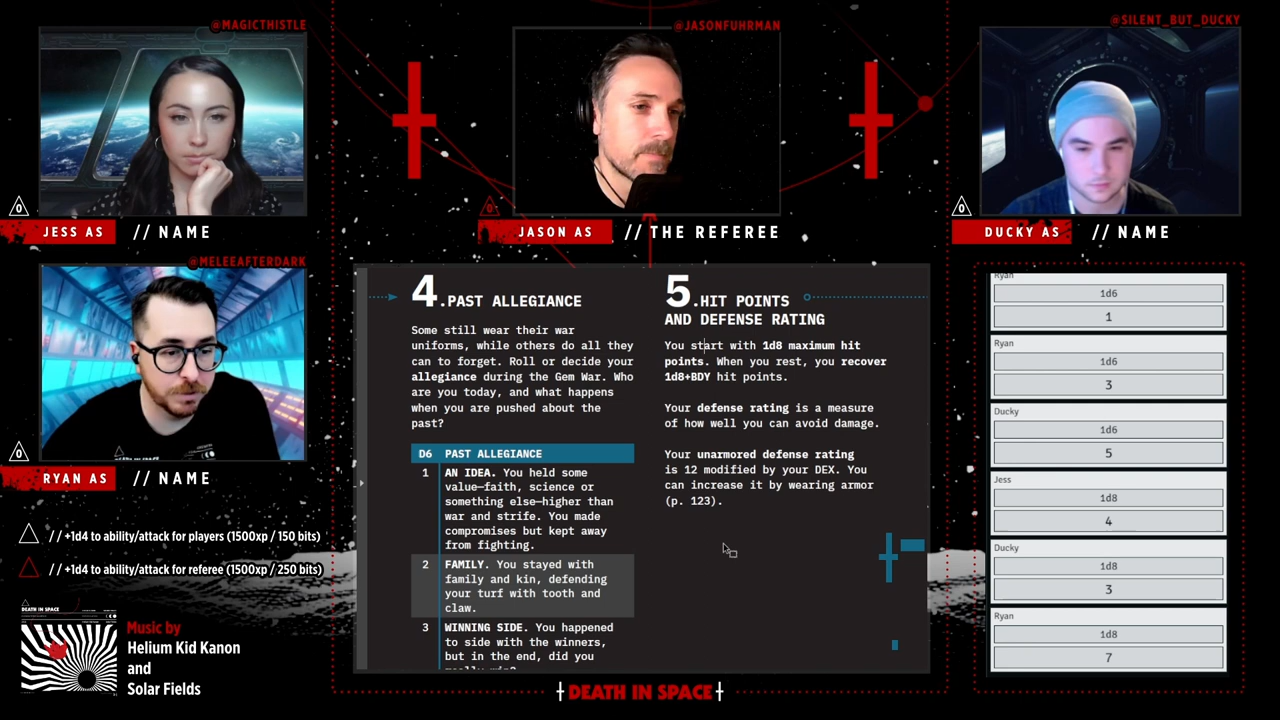 @MAGICTHISTLE
@JASONFUHRMAN
@SILENT_BUT_DUCKY
0
JESS AS // NAME
0
JASON AS // THE REFEREE
0
DUCKY AS // NAME
@MELEEAFTERDARK
0
RYAN AS // NAME
// +1d4 to ability/attack for players (1500xp / 150 bits)
// +1d4 to ability/attack for referee (1500xp / 250 bits)
DEATH IN SPACE
Music by
Helium Kid Kanon
and
Solar Fields
4.PAST ALLEGIANCE
Some still wear their war
uniforms, while others do all they
can to forget. Roll or decide your
allegiance during the Gem War. Who
are you today, and what happens
when you are pushed about the
past?
D6 PAST ALLEGIANCE
1 AN IDEA. You held some
value—faith, science or
something else—higher than
war and strife. You made
compromises but kept away
from fighting.
2 FAMILY. You stayed with
family and kin, defending
your turf with tooth and
claw.
3 WINNING SIDE. You happened
to side with the winners,
but in the end, did you
really win?
5.HIT POINTS
AND DEFENSE RATING
You start with 1d8 maximum hit
points. When you rest, you recover
1d8+BDY hit points.
Your defense rating is a measure
of how well you can avoid damage.
Your unarmored defense rating
is 12 modified by your DEX. You
can increase it by wearing armor
(p. 123).
DEATH IN SPACE
Ryan
1d6
1
Ryan
1d6
3
Ducky
1d6
5
Jess
1d8
4
Ducky
1d8
3
Ryan
1d8
7